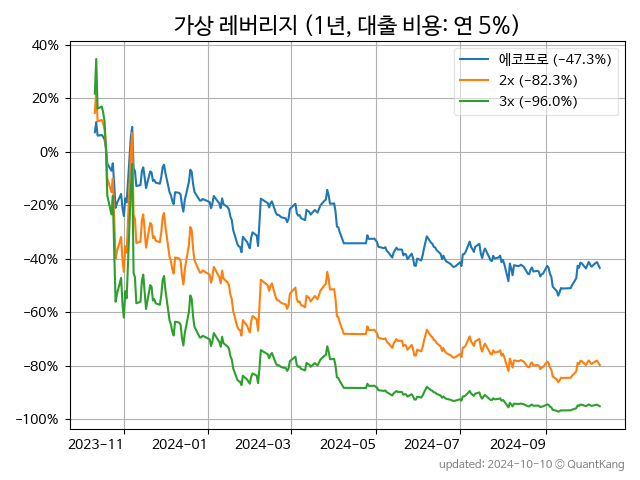 가상 레버리지 (1년, 대출 비용: 연 5%)
에코프로 (-47.3%)
2x (-82.3%)
3x (-96.0%)
40%
20%
0%
−20%
−40%
−60%
−80%
−100%
2023-11 2024-01 2024-03 2024-05 2024-07 2024-09
updated: 2024-10-10 © QuantKang